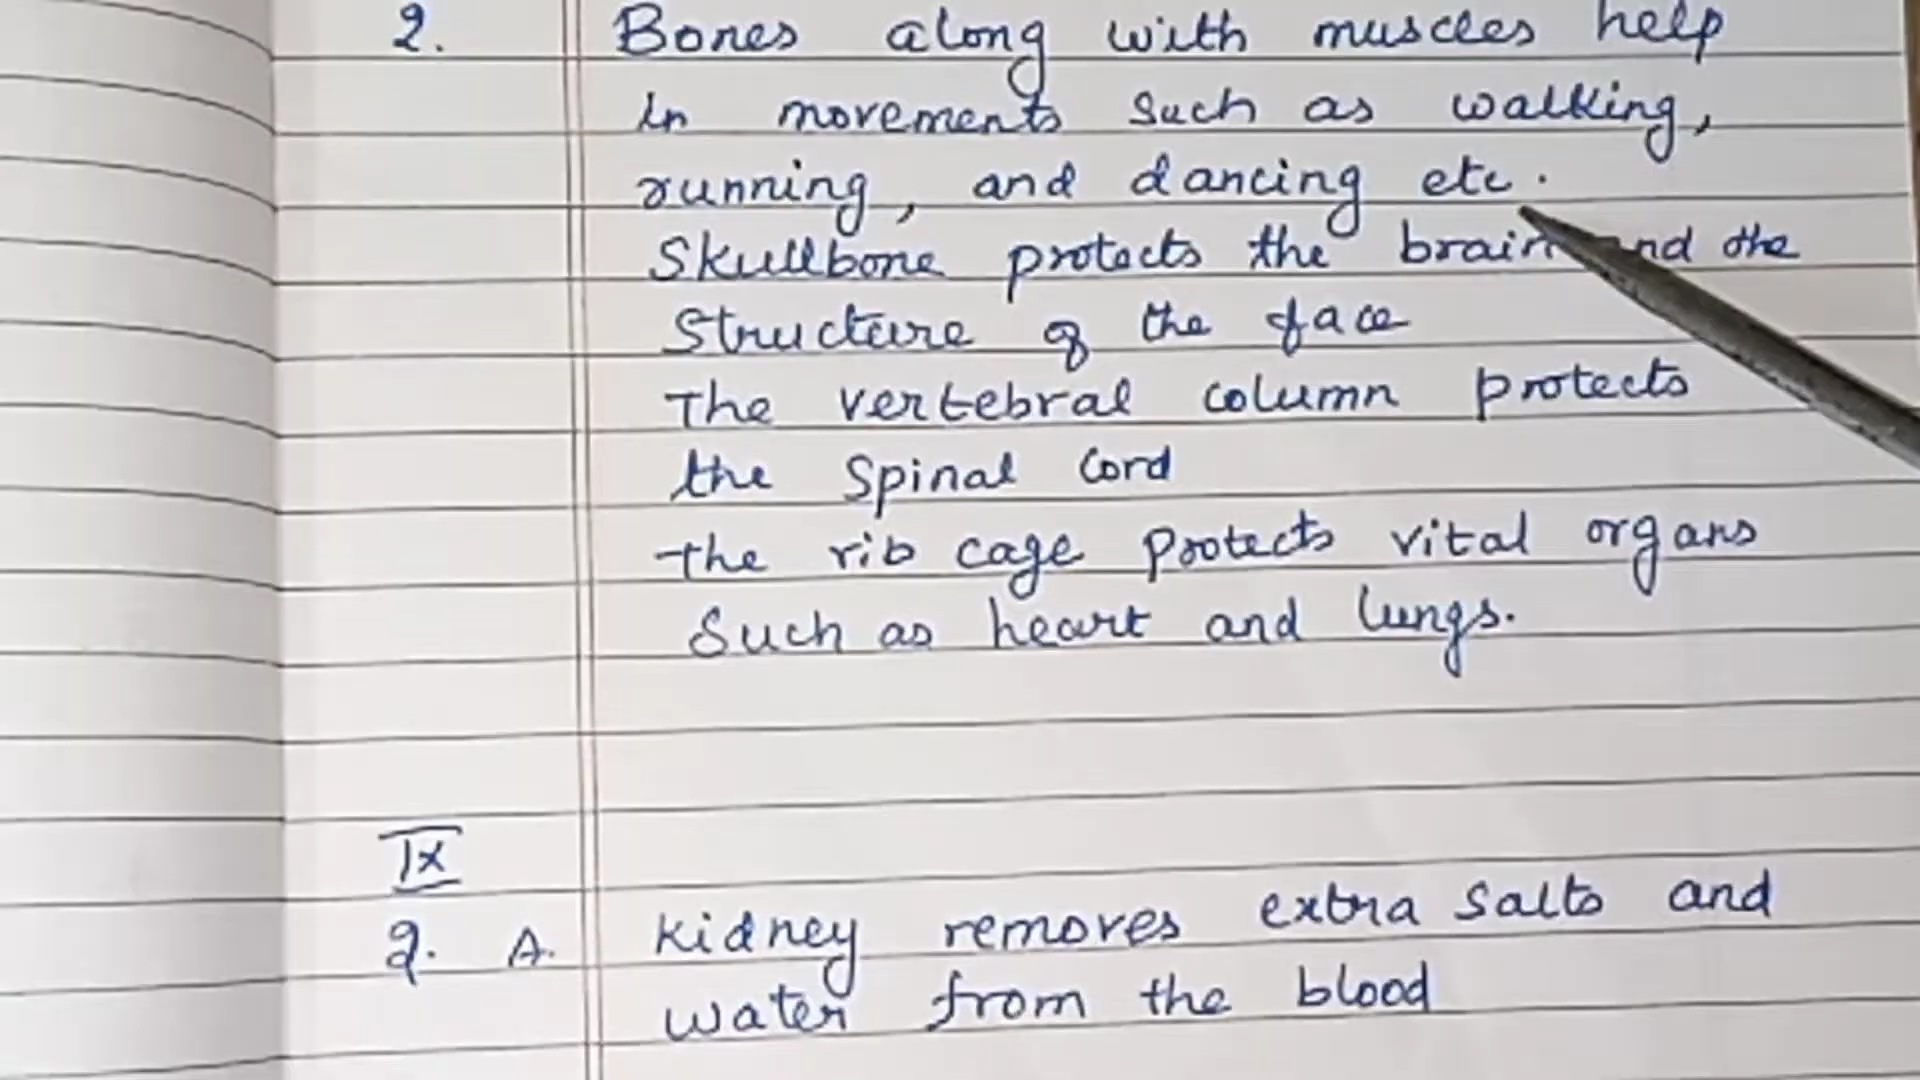 2. Bones along with muscles help
in movements such as walking,
running, and dancing etc.
Skullbone protects the brain and the
structure of the face
The vertebral column protects
the spinal cord
the rib cage protects vital organs
such as heart and lungs.
IX
2. A. Kidney removes extra salts and
water from the blood